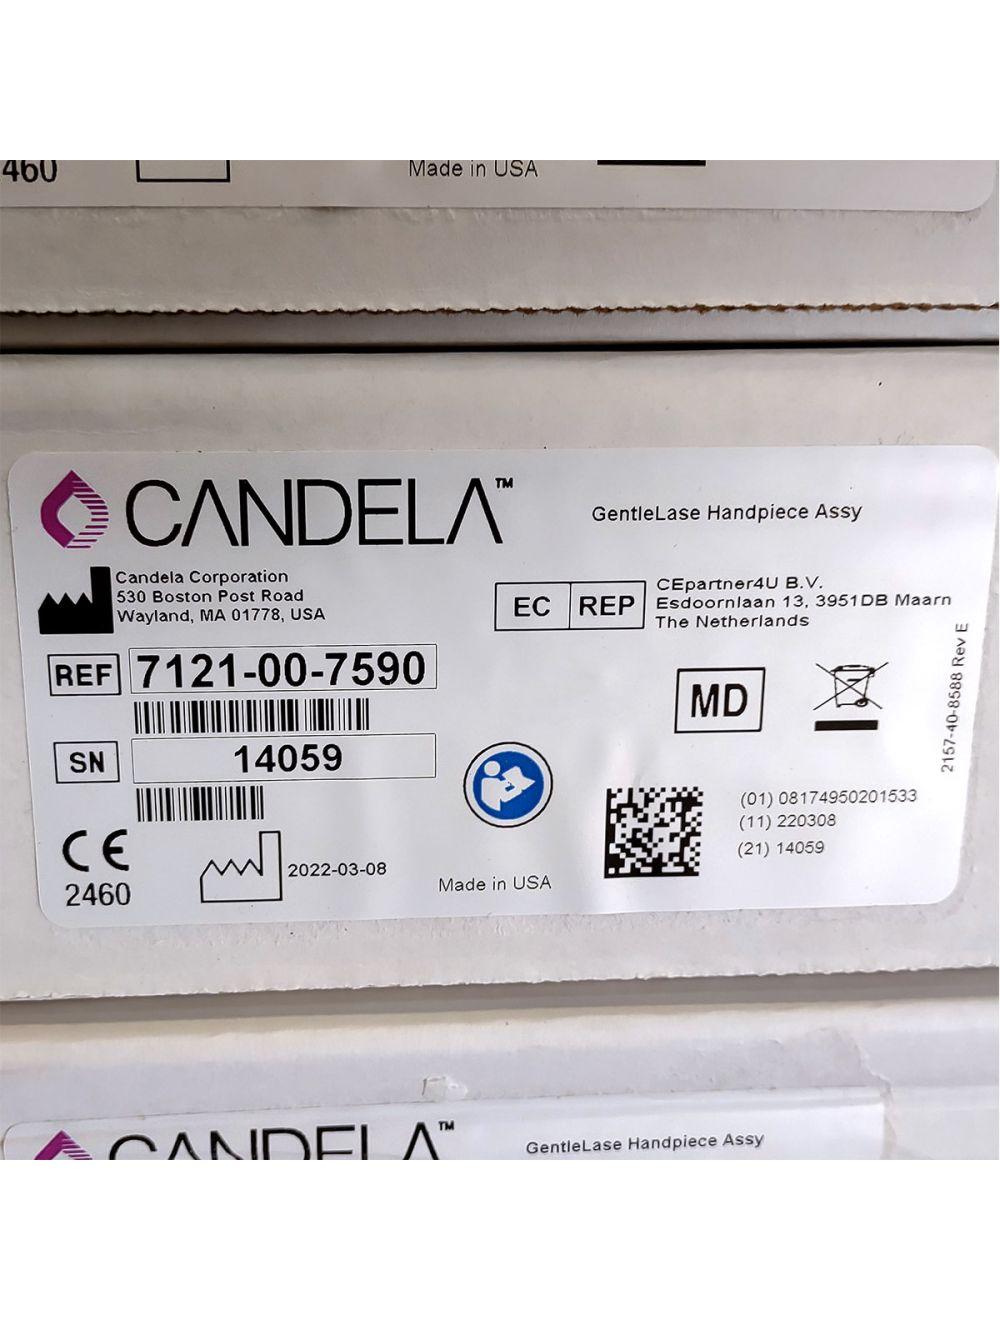 2460
Made in USA
CANDELA™
GentleLase Handpiece Assy
Candela Corporation
530 Boston Post Road
Wayland, MA 01778, USA
EC REP
CEpartner4U B.V.
Esdoornlaan 13, 3951DB Maarn
The Netherlands
REF 7121-00-7590
MD
SN 14059
2157-40-8588 Rev E
(01) 08174950201533
(11) 220308
(21) 14059
CE
2460
2022-03-08
Made in USA
CANDELA™
GentleLase Handpiece Assy